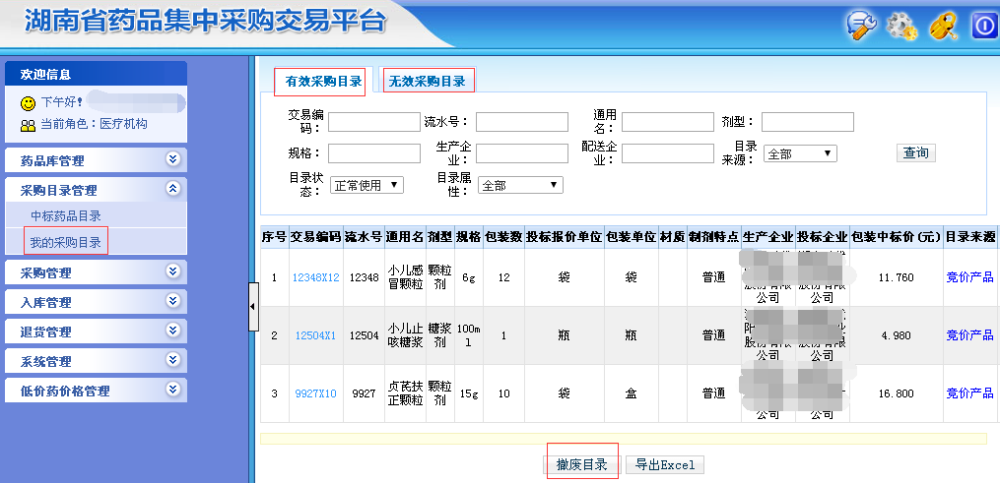 湖南省药品集中采购交易平台
欢迎信息
下午好!
当前角色：医疗机构
药品库管理
采购目录管理
中标药品目录
我的采购目录
采购管理
入库管理
退货管理
系统管理
低价药价格管理
有效采购目录 无效采购目录
交易编码： 流水号： 通用名： 剂型：
规格： 生产企业： 配送企业： 目录来源： 全部 查询
目录状态： 正常使用 目录属性： 全部
序号 交易编码 流水号 通用名 剂型 规格 包装数 投标报价单位 包装单位 材质 制剂特点 生产企业 投标企业 包装中标价(元) 目录来源
1 12348X12 12348 小儿感冒颗粒 颗粒剂 6g 12 袋 袋 普通 股份有限公司 公司 11.760 竞价产品
2 12504X1 12504 小儿止咳糖浆 糖浆剂 100ml 1 瓶 瓶 普通 股份有限公司 公司 4.980 竞价产品
3 9927X10 9927 贞芪扶正颗粒 颗粒剂 15g 10 袋 盒 普通 公司 公司 16.800 竞价产品
撤废目录 导出Excel